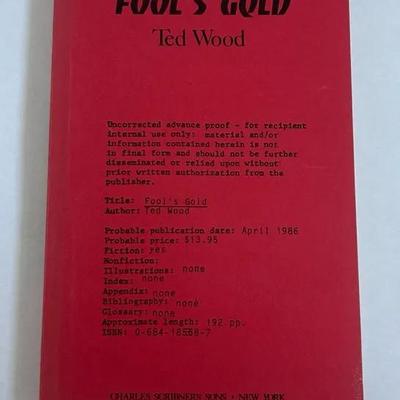 FOOL'S GOLD
Ted Wood
Uncorrected advance proof - for recipient
internal use only: material and/or
information contained herein is not
in final form and should not be further
disseminated or relied upon without
prior written authorization from the
publisher.
Title: Fool's Gold
Author: Ted Wood
Probable publication date: April 1986
Probable price: $13.95
Fiction: yes
Nonfiction:
Illustrations: none
Index: none
Appendix: none
Bibliography: none
Glossary: none
Approximate length: 192 pp.
ISBN: 0-684-18558-7
CHARLES SCRIBNER'S SONS • NEW YORK